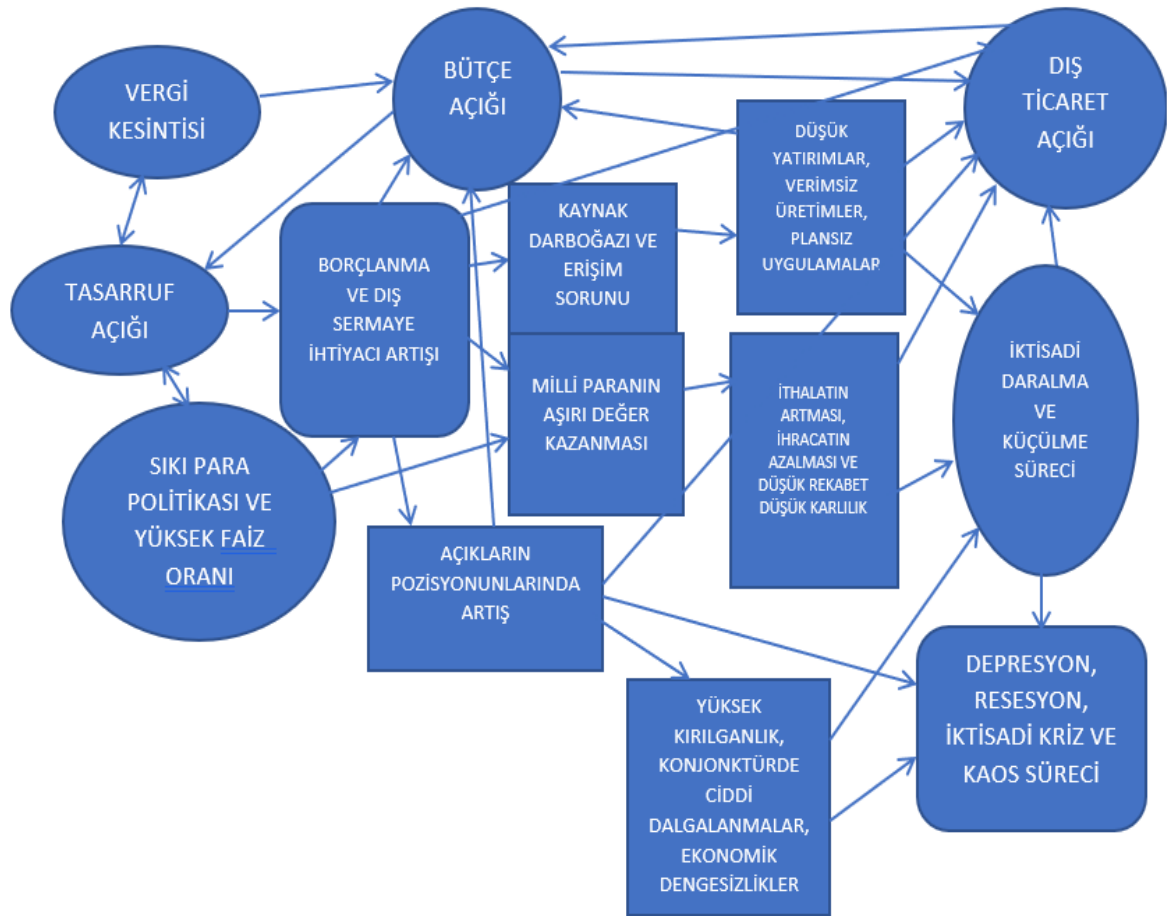 VERGİ
KESİNTİSİ
BÜTÇE
AÇIĞI
DIŞ
TİCARET
AÇIĞI
TASARRUF
AÇIĞI
BORÇLANMA
VE DIŞ
SERMAYE
İHTİYACI ARTIŞI
KAYNAK
DARBOĞAZI VE
ERİŞİM
SORUNU
DÜŞÜK
YATIRIMLAR,
VERİMSİZ
ÜRETİMLER,
PLANSIZ
UYGULAMALAR
MİLLİ PARANIN
AŞIRI DEĞER
KAZANMASI
İTHALATIN
ARTMASI,
İHRACATIN
AZALMASI VE
DÜŞÜK REKABET
DÜŞÜK KARLILIK
İKTİSADİ
DARALMA
VE
KÜÇÜLME
SÜRECİ
SIKI PARA
POLİTİKASI VE
YÜKSEK FAİZ
ORANI
AÇIKLARIN
POZİSYONUNLARINDA
ARTIŞ
YÜKSEK
KIRILGANLIK,
KONJONKTÜRDE
CİDDİ
DALGALANMALAR,
EKONOMİK
DENGESİZLİKLER
DEPRESYON,
RESESYON,
İKTİSADİ KRİZ VE
KAOS SÜRECİ